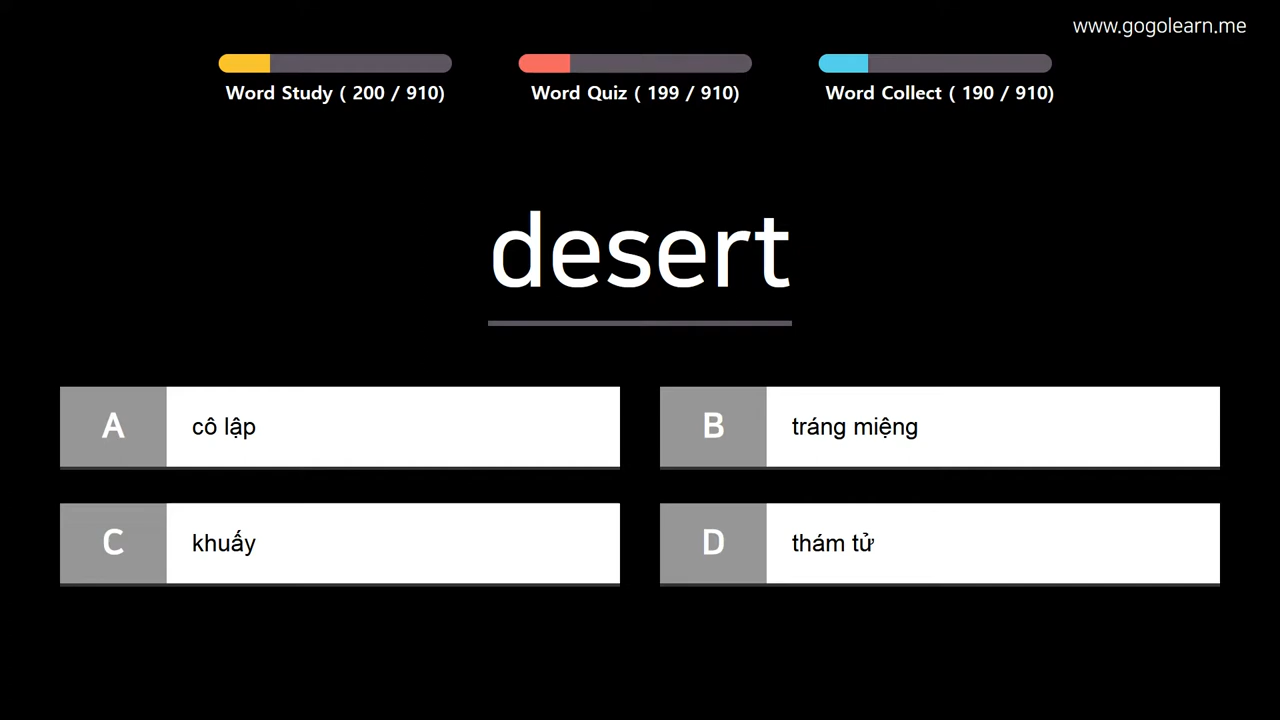 www.gogolearn.me
Word Study ( 200 / 910)
Word Quiz ( 199 / 910)
Word Collect ( 190 / 910)
desert
A cô lập
B tráng miệng
C khuấy
D thám tử